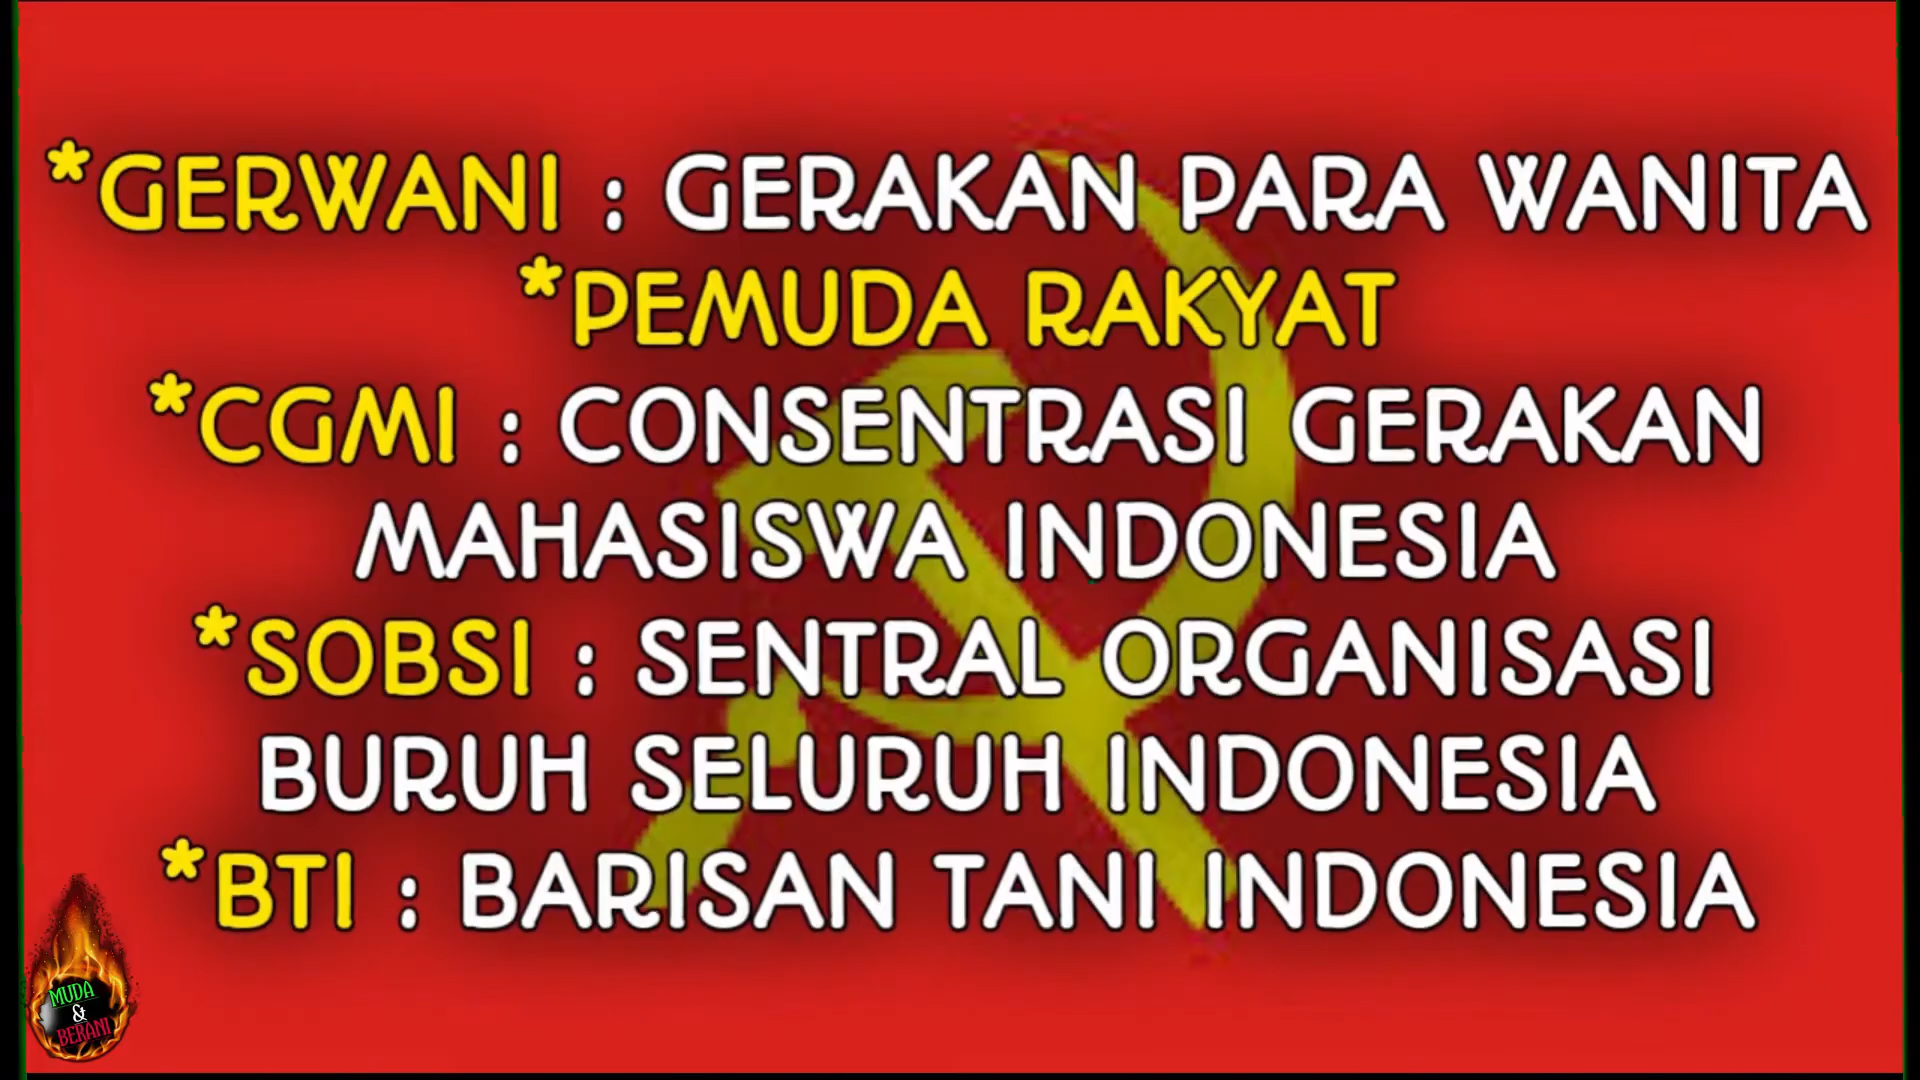 *GERWANI : GERAKAN PARA WANITA
*PEMUDA RAKYAT
*CGMI : CONSENTRASI GERAKAN
MAHASISWA INDONESIA
*SOBSI : SENTRAL ORGANISASI
BURUH SELURUH INDONESIA
*BTI : BARISAN TANI INDONESIA
MUDA
&
BERANI